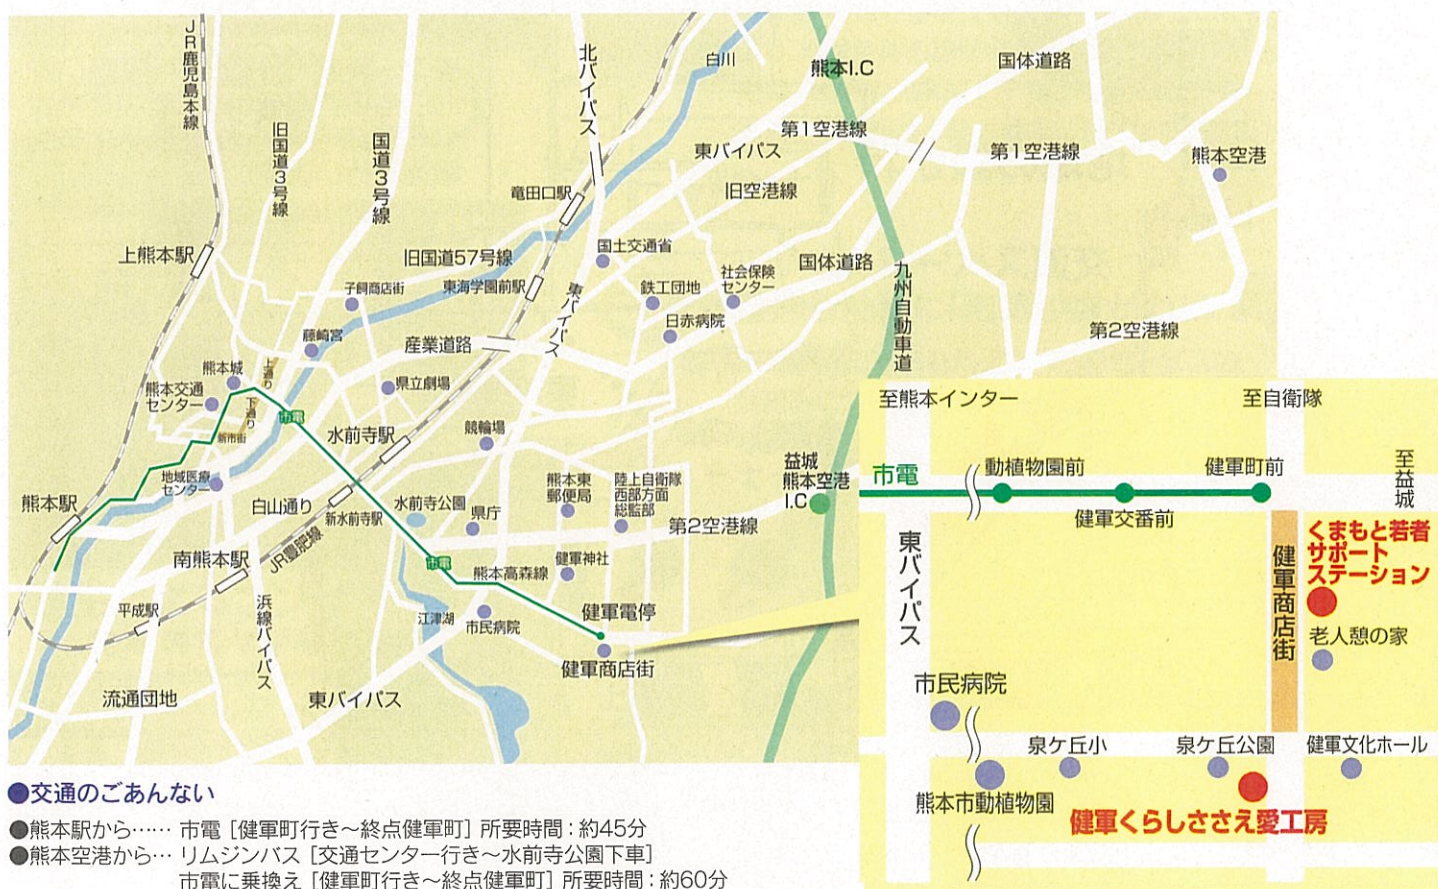 JR鹿児島本線
旧国道3号線
国道3号線
北バイパス
白川
熊本I.C
国体道路
第1空港線
東バイパス
第1空港線
熊本空港
旧空港線
竜田口駅
上熊本駅
旧国道57号線
国土交通省
社会保険
センター
国体道路
九州自動車道
子飼商店街
東海学園前駅
東バイパス
鉄工団地
日赤病院
第2空港線
藤崎宮
産業道路
熊本城
上通り
熊本交通
センター
下通り
新市街
市電
県立劇場
水前寺駅
競輪場
地域医療
センター
熊本駅
白山通り
新水前寺駅
水前寺公園
県庁
熊本東
郵便局
陸上自衛隊
西部方面
総監部
第2空港線
益城
熊本空港
I.C
南熊本駅
JR豊肥線
市電
熊本高森線
健軍神社
平成駅
浜線バイパス
江津湖
市民病院
健軍電停
健軍商店街
流通団地
東バイパス
至熊本インター
至自衛隊
市電
動植物園前
健軍町前
至益城
健軍交番前
東バイパス
健軍商店街
くまもと若者
サポート
ステーション
老人憩の家
市民病院
泉ケ丘小
泉ケ丘公園
健軍文化ホール
熊本市動植物園
健軍くらしささえ愛工房
●交通のごあんない
●熊本駅から…… 市電 [健軍町行き～終点健軍町] 所要時間：約45分
●熊本空港から… リムジンバス [交通センター行き～水前寺公園下車]
市電に乗換え [健軍町行き～終点健軍町] 所要時間：約60分